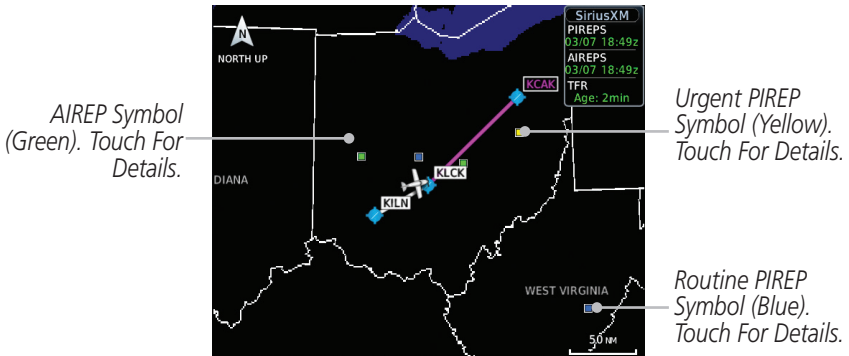 SiriusXM
PIREPS
03/07 18:49z
AIREPS
03/07 18:49z
TFR
Age: 2min
N
NORTH UP
KCAK
AIREP Symbol
(Green). Touch For
Details.
Urgent PIREP
Symbol (Yellow).
Touch For Details.
DIANA
KLCK
KILN
WEST VIRGINIA
Routine PIREP
Symbol (Blue).
Touch For Details.
50 NM